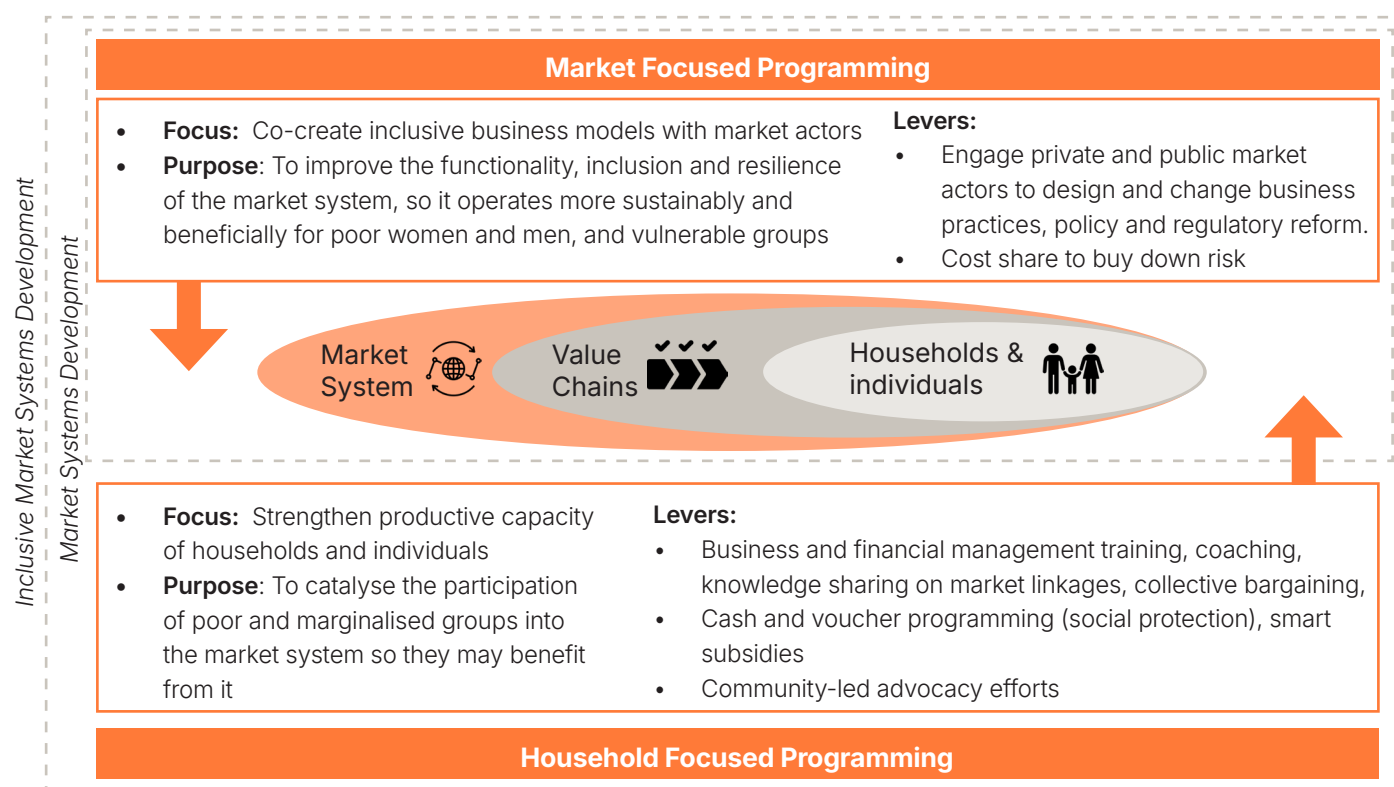 Inclusive Market Systems Development
Market Systems Development
Market Focused Programming
• Focus: Co-create inclusive business models with market actors
• Purpose: To improve the functionality, inclusion and resilience
of the market system, so it operates more sustainably and
beneficially for poor women and men, and vulnerable groups
Levers:
• Engage private and public market
actors to design and change business
practices, policy and regulatory reform.
• Cost share to buy down risk
Market
System
Value
Chains
Households &
individuals
• Focus: Strengthen productive capacity
of households and individuals
• Purpose: To catalyse the participation
of poor and marginalised groups into
the market system so they may benefit
from it
Levers:
• Business and financial management training, coaching,
knowledge sharing on market linkages, collective bargaining,
• Cash and voucher programming (social protection), smart
subsidies
• Community-led advocacy efforts
Household Focused Programming